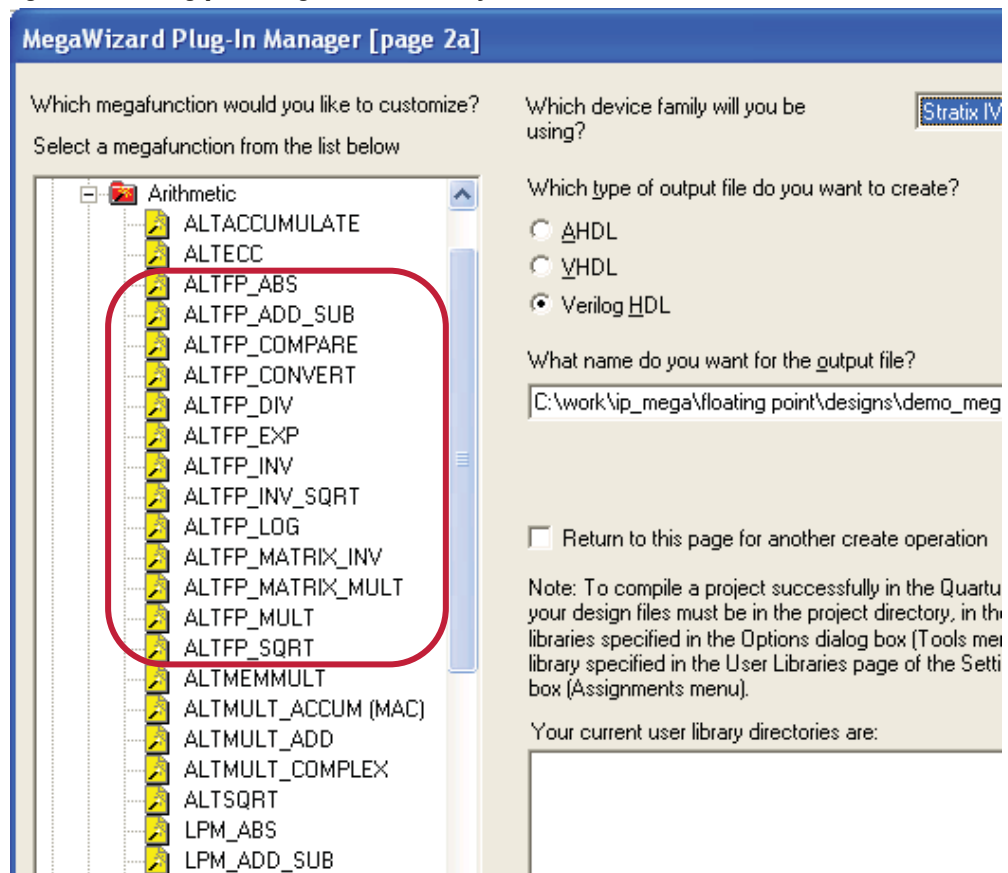 MegaWizard Plug-In Manager [page 2a]
Which megafunction would you like to customize?
Select a megafunction from the list below
Arithmetic
ALTACCUMULATE
ALTECC
ALTFP_ABS
ALTFP_ADD_SUB
ALTFP_COMPARE
ALTFP_CONVERT
ALTFP_DIV
ALTFP_EXP
ALTFP_INV
ALTFP_INV_SQRT
ALTFP_LOG
ALTFP_MATRIX_INV
ALTFP_MATRIX_MULT
ALTFP_MULT
ALTFP_SQRT
ALTMEMMULT
ALTMULT_ACCUM (MAC)
ALTMULT_ADD
ALTMULT_COMPLEX
ALTSQRT
LPM_ABS
LPM_ADD_SUB
Which device family will you be
using?
Stratix IV
Which type of output file do you want to create?
AHDL
VHDL
Verilog HDL
What name do you want for the output file?
C:\work\ip_mega\floating point\designs\demo_meg
Return to this page for another create operation
Note: To compile a project successfully in the Quartu
your design files must be in the project directory, in the
libraries specified in the Options dialog box (Tools mer
library specified in the User Libraries page of the Setti
box (Assignments menu).
Your current user library directories are: